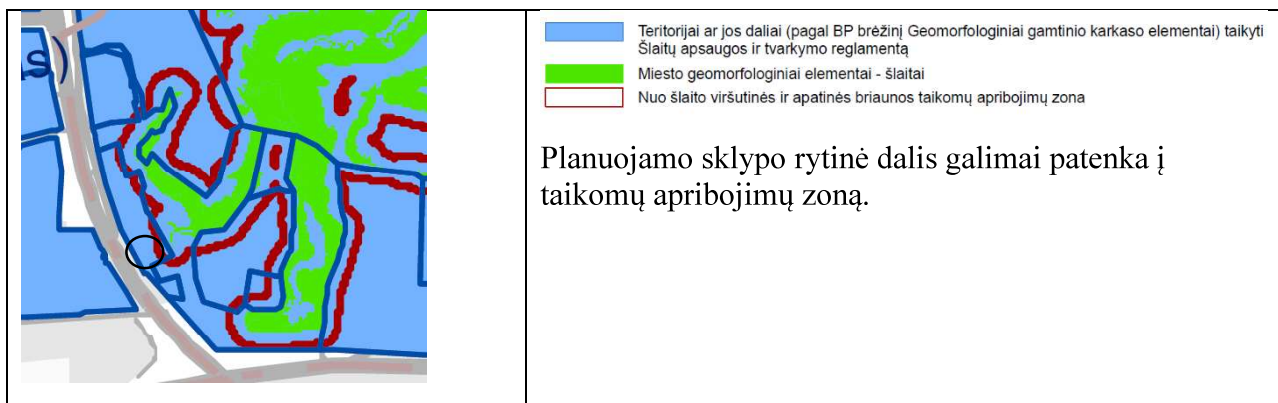 Teritorijai ar jos daliai (pagal BP brėžinį Geomorfologiniai gamtinio karkaso elementai) taikyti
Šlaitų apsaugos ir tvarkymo reglamentą
Miesto geomorfologiniai elementai - šlaitai
Nuo šlaito viršutinės ir apatinės briaunos taikomų apribojimų zona
Planuojamo sklypo rytinė dalis galimai patenka į
taikomų apribojimų zoną.